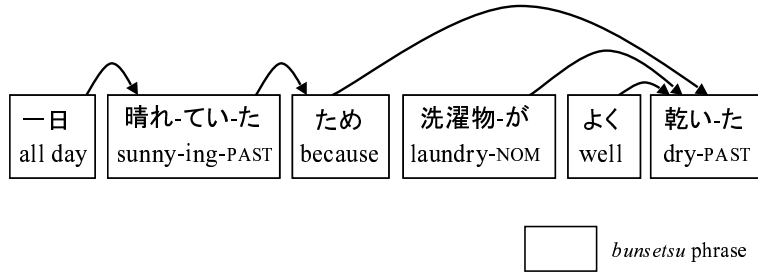 一日 晴れ-てい-た ため 洗濯物-が よく 乾い-た
all day sunny-ing-PAST because laundry-NOM well dry-PAST
bunsetsu phrase